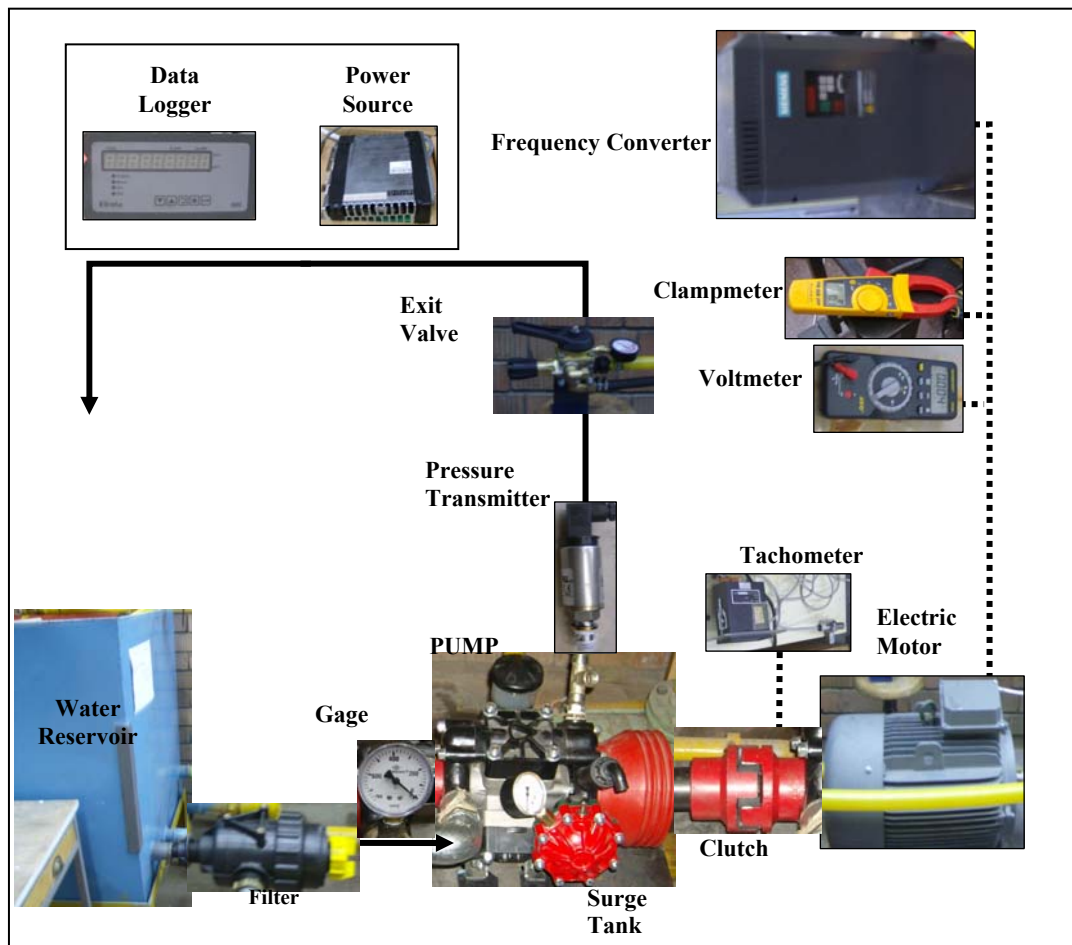 Data
Logger
Power
Source
Frequency Converter
SIEMENS
Exit
Valve
Clampmeter
Voltmeter
Pressure
Transmitter
Tachometer
PUMP
Electric
Motor
Water
Reservoir
Gage
Clutch
Filter
Surge
Tank